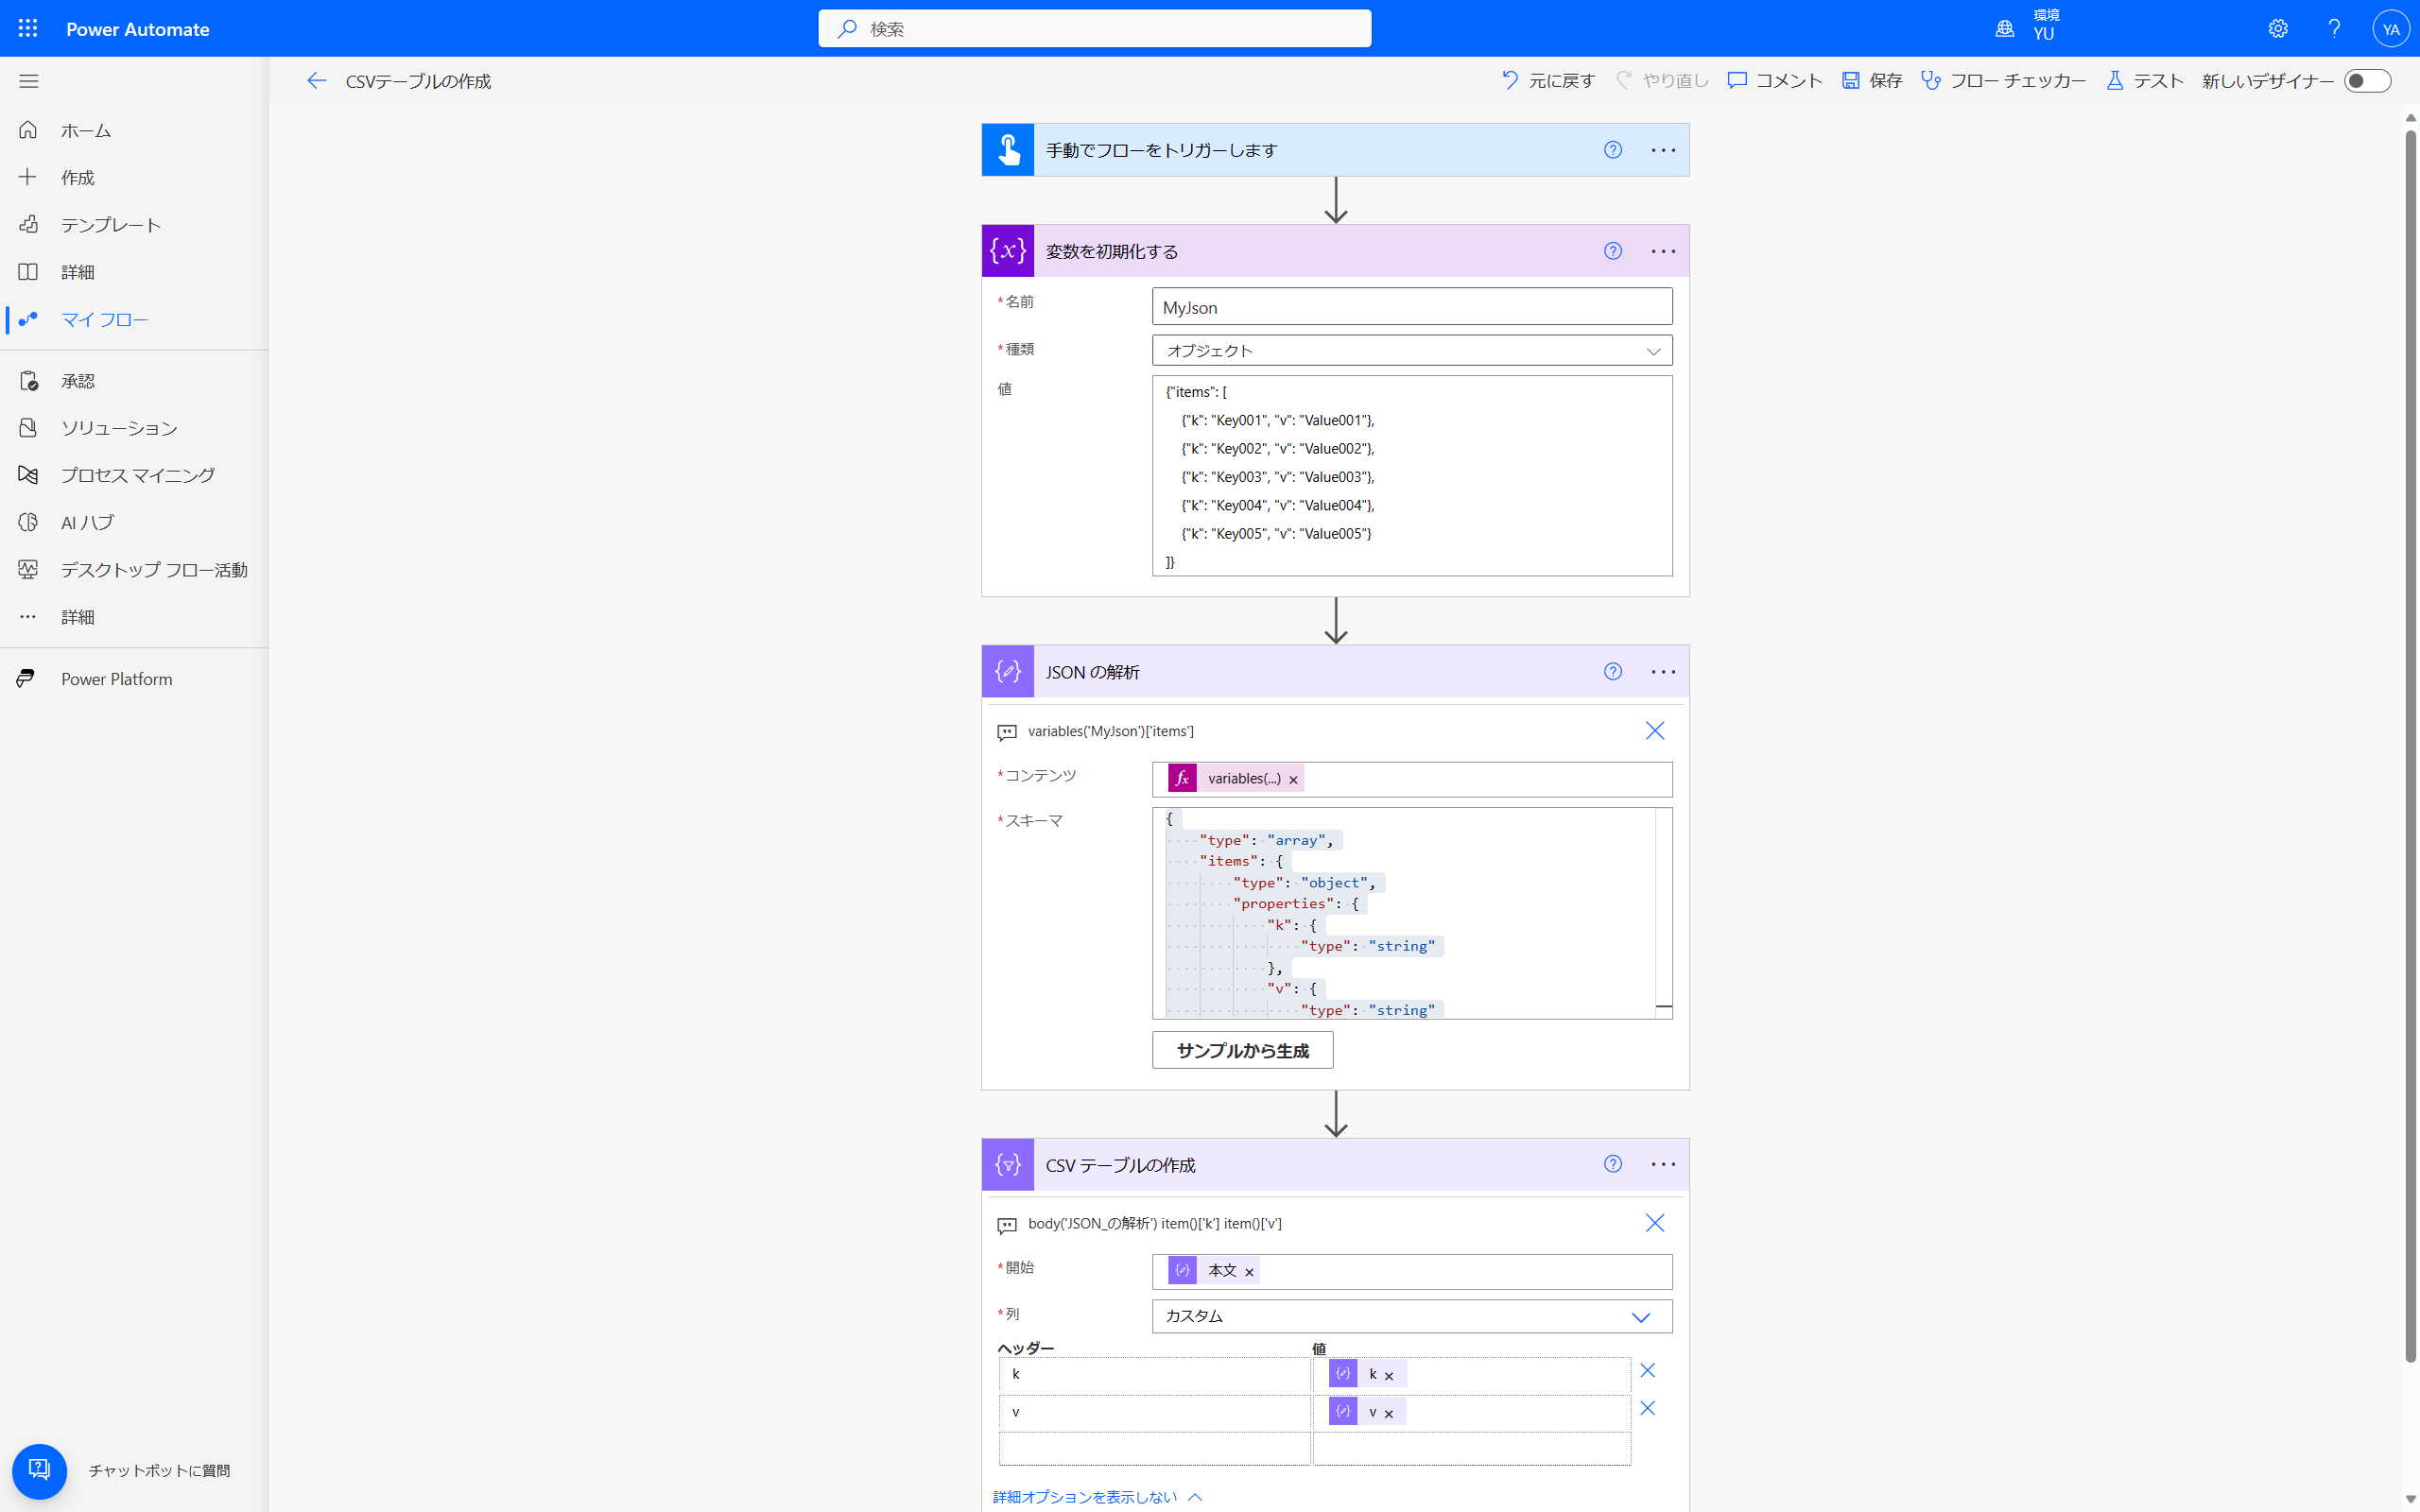 Power Automate
検索
環境
YU
YA
CSVテーブルの作成
元に戻す
やり直し
コメント
保存
フロー チェッカー
テスト
新しいデザイナー
ホーム
作成
テンプレート
詳細
マイ フロー
承認
ソリューション
プロセス マイニング
AI ハブ
デスクトップ フロー活動
詳細
Power Platform
チャットボットに質問
手動でフローをトリガーします
変数を初期化する
*名前
MyJson
*種類
オブジェクト
値
{"items": [
{"k": "Key001", "v": "Value001"},
{"k": "Key002", "v": "Value002"},
{"k": "Key003", "v": "Value003"},
{"k": "Key004", "v": "Value004"},
{"k": "Key005", "v": "Value005"}
]}
JSON の解析
variables('MyJson')['items']
*コンテンツ
fx variables(...) ×
*スキーマ
{
"type": "array",
"items": {
"type": "object",
"properties": {
"k": {
"type": "string"
},
"v": {
"type": "string"
サンプルから生成
CSV テーブルの作成
body('JSON_の解析') item()['k'] item()['v']
*開始
本文 ×
*列
カスタム
ヘッダー 値
k k ×
v v ×
詳細オプションを表示しない